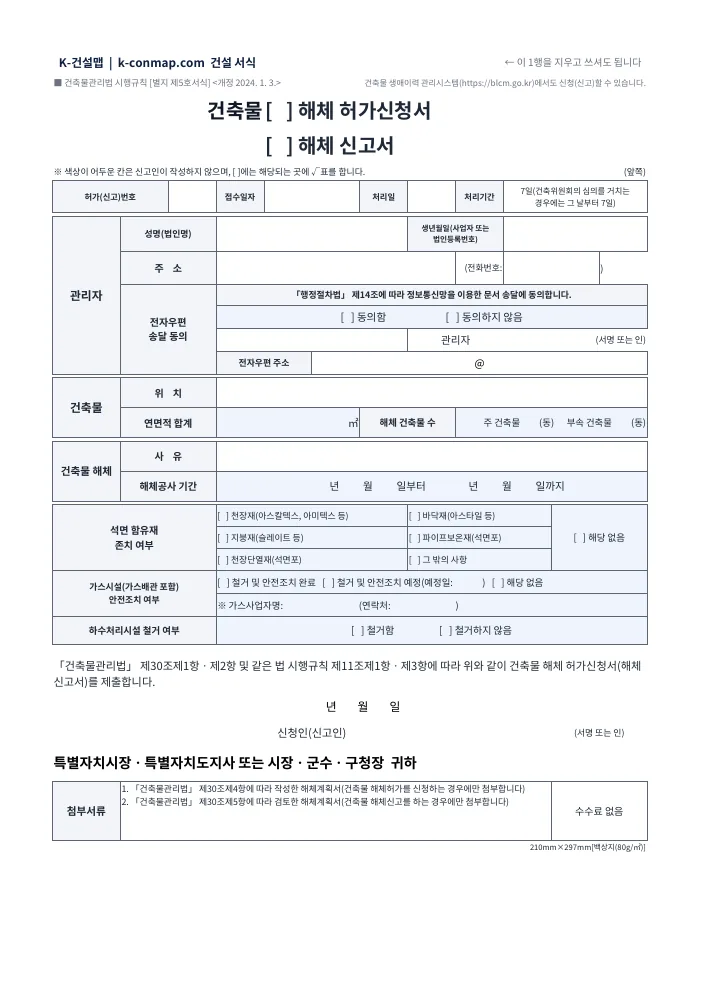 K-건설맵 | k-conmap.com 건설 서식 ← 이 1행을 지우고 쓰셔도 됩니다
■ 건축물관리법 시행규칙 [별지 제5호서식] <개정 2024. 1. 3.> 건축물 생애이력 관리시스템(https://blcm.go.kr)에서도 신청(신고)할 수 있습니다.
건축물 [ ] 해체 허가신청서
[ ] 해체 신고서
※ 색상이 어두운 칸은 신고인이 작성하지 않으며, [ ]에는 해당되는 곳에 √표를 합니다. (앞쪽)
허가(신고)번호 접수일자 처리일 처리기간 7일(건축위원회의 심의를 거치는
경우에는 그 날부터 7일)
관리자
성명(법인명) 생년월일(사업자 또는
법인등록번호)
주 소 (전화번호: )
전자우편
송달 동의
「행정절차법」 제14조에 따라 정보통신망을 이용한 문서 송달에 동의합니다.
[ ] 동의함 [ ] 동의하지 않음
관리자 (서명 또는 인)
전자우편 주소 @
건축물
위 치
연면적 합계 ㎡ 해체 건축물 수 주 건축물 (동) 부속 건축물 (동)
건축물 해체
사 유
해체공사 기간 년 월 일부터 년 월 일까지
석면 함유재
존치 여부
[ ] 천장재(아스칼텍스, 아미텍스 등) [ ] 바닥재(아스타일 등)
[ ] 지붕재(슬레이트 등) [ ] 파이프보온재(석면포) [ ] 해당 없음
[ ] 천장단열재(석면포) [ ] 그 밖의 사항
가스시설(가스배관 포함)
안전조치 여부
[ ] 철거 및 안전조치 완료 [ ] 철거 및 안전조치 예정(예정일: ) [ ] 해당 없음
※ 가스사업자명: (연락처: )
하수처리시설 철거 여부 [ ] 철거함 [ ] 철거하지 않음
「건축물관리법」 제30조제1항ㆍ제2항 및 같은 법 시행규칙 제11조제1항ㆍ제3항에 따라 위와 같이 건축물 해체 허가신청서(해체
신고서)를 제출합니다.
년 월 일
신청인(신고인) (서명 또는 인)
특별자치시장ㆍ특별자치도지사 또는 시장ㆍ군수ㆍ구청장 귀하
첨부서류
1. 「건축물관리법」 제30조제4항에 따라 작성한 해체계획서(건축물 해체허가를 신청하는 경우에만 첨부합니다)
2. 「건축물관리법」 제30조제5항에 따라 검토한 해체계획서(건축물 해체신고를 하는 경우에만 첨부합니다)
수수료 없음
210mm×297mm[백상지(80g/㎡)]